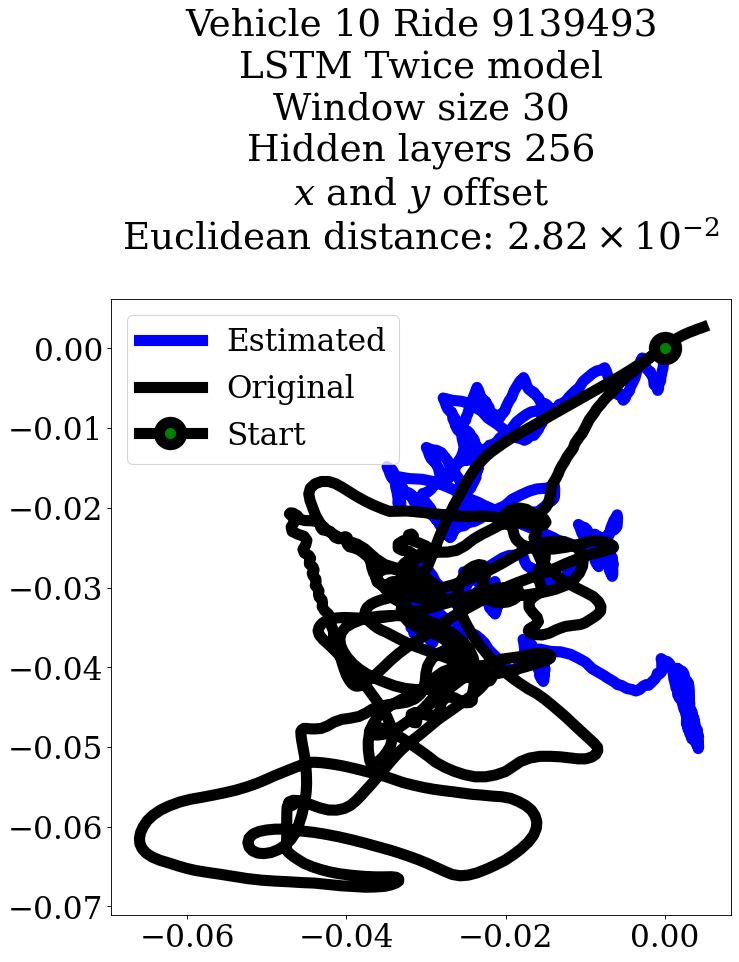 Vehicle 10 Ride 9139493
LSTM Twice model
Window size 30
Hidden layers 256
x and y offset
Euclidean distance: 2.82 × 10⁻²
Estimated
Original
Start
0.00
−0.01
−0.02
−0.03
−0.04
−0.05
−0.06
−0.07
−0.06 −0.04 −0.02 0.00